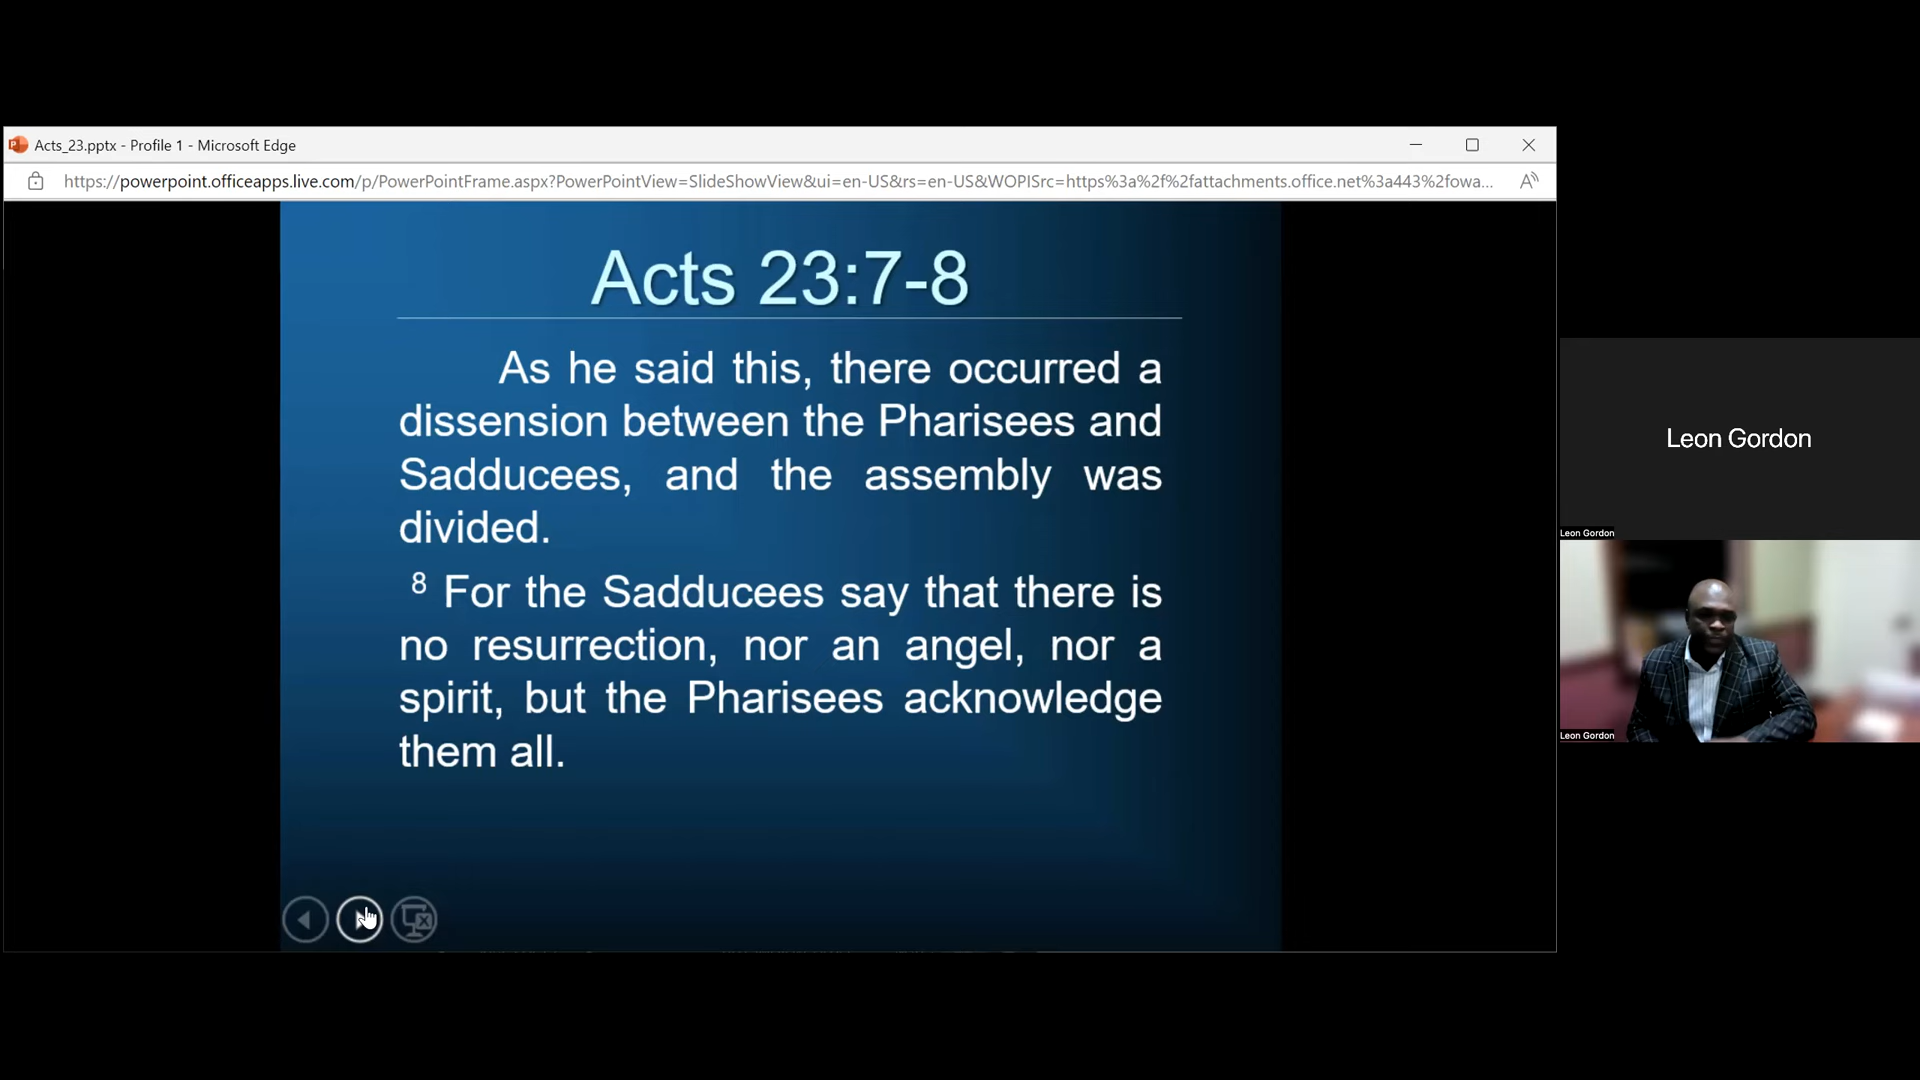 Acts_23.pptx - Profile 1 - Microsoft Edge
https://powerpoint.officeapps.live.com/p/PowerPointFrame.aspx?PowerPointView=SlideShowView&ui=en-US&rs=en-US&WOPISrc=https%3a%2f%2fattachments.office.net%3a443%2fowa...
Acts 23:7-8
As he said this, there occurred a
dissension between the Pharisees and
Sadducees, and the assembly was
divided.
8 For the Sadducees say that there is
no resurrection, nor an angel, nor a
spirit, but the Pharisees acknowledge
them all.
Leon Gordon
Leon Gordon
Leon Gordon